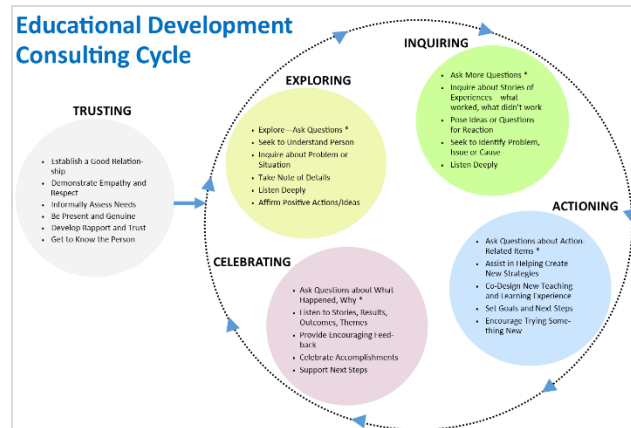 Educational Development
Consulting Cycle
TRUSTING
• Establish a Good Relation-
ship
• Demonstrate Empathy and
Respect
• Informally Assess Needs
• Be Present and Genuine
• Develop Rapport and Trust
• Get to Know the Person
EXPLORING
• Explore—Ask Questions *
• Seek to Understand Person
• Inquire about Problem or
Situation
• Take Note of Details
• Listen Deeply
• Affirm Positive Actions/Ideas
INQUIRING
• Ask More Questions *
• Inquire about Stories of
Experiences what
worked, what didn't work
• Pose Ideas or Questions
for Reaction
• Seek to Identify Problem,
Issue or Cause
• Listen Deeply
ACTIONING
• Ask Questions about Action-
Related Items *
• Assist in Helping Create
New Strategies
• Co-Design New Teaching
and Learning Experience
• Set Goals and Next Steps
• Encourage Trying Some-
thing New
CELEBRATING
• Ask Questions about What
Happened, Why *
• Listen to Stories, Results,
Outcomes, Themes
• Provide Encouraging Feed-
back
• Celebrate Accomplishments
• Support Next Steps